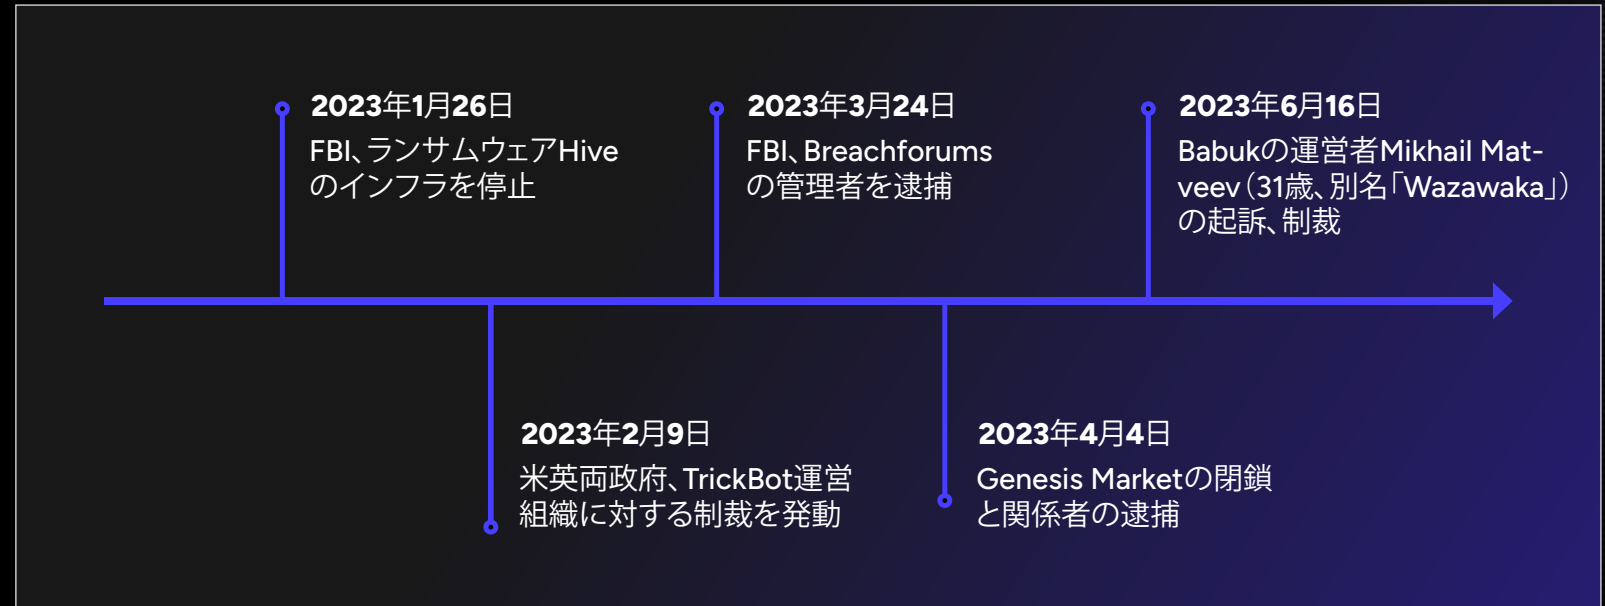 2023年1月26日
FBI、ランサムウェアHive
のインフラを停止
2023年2月9日
米英両政府、TrickBot運営
組織に対する制裁を発動
2023年3月24日
FBI、Breachforums
の管理者を逮捕
2023年4月4日
Genesis Marketの閉鎖
と関係者の逮捕
2023年6月16日
Babukの運営者Mikhail Mat-
veev（31歳、別名「Wazawaka」）
の起訴、制裁